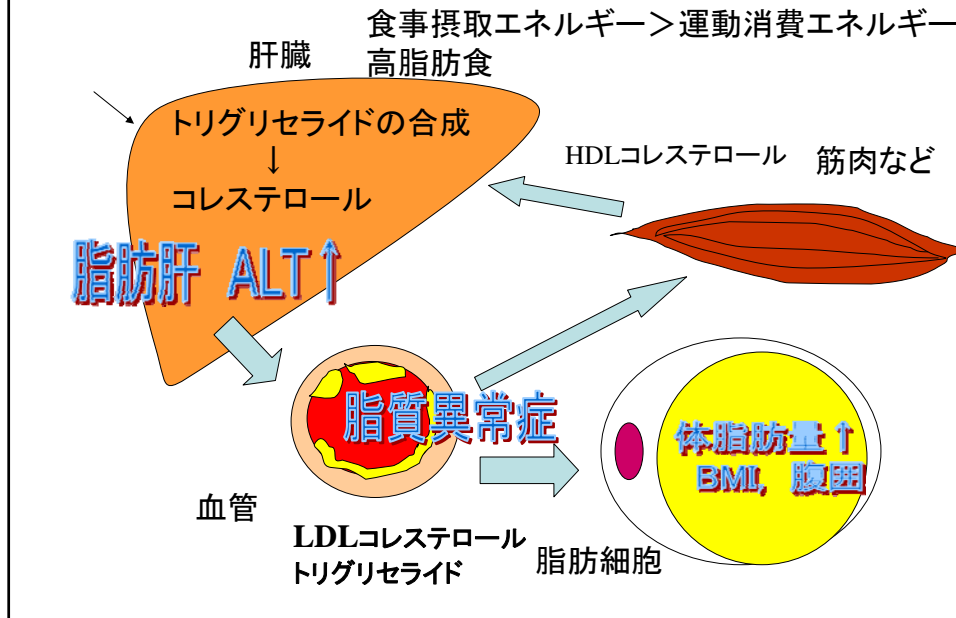 食事摂取エネルギー＞運動消費エネルギー
高脂肪食
肝臓
トリグリセライドの合成
↓
コレステロール
脂肪肝 ALT↑
HDLコレステロール
筋肉など
脂質異常症
体脂肪量↑
BMI, 腹囲
血管
LDLコレステロール
トリグリセライド
脂肪細胞